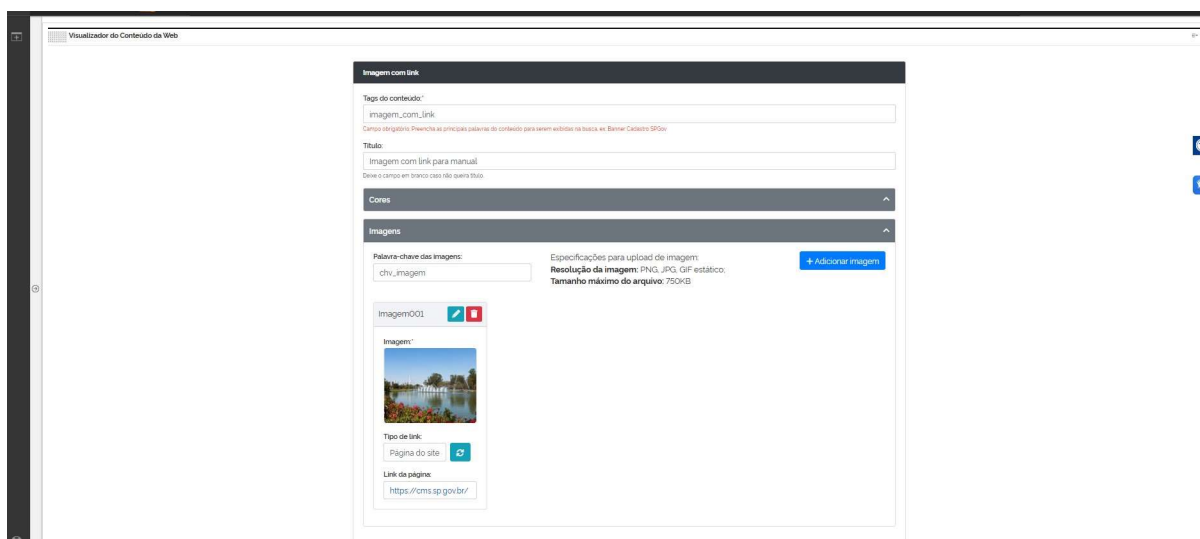 Visualizador do Conteúdo da Web
Imagem com link
Tags do conteúdo:*
imagem_com_link
Campo obrigatório: Preencha as principais palavras do conteúdo para serem exibidas na busca. ex: Banner Cadastro SPGov
Título:
Imagem com link para manual
Deixe o campo em branco caso não queira título.
Cores
Imagens
Palavra-chave das imagens:
chv_imagem
Especificações para upload de imagem:
Resolução da imagem: PNG, JPG, GIF estático;
Tamanho máximo do arquivo: 750KB
+ Adicionar imagem
Imagem001
Imagem:*
Tipo de link:
Página do site
Link da página:
https://cms.sp.gov.br/